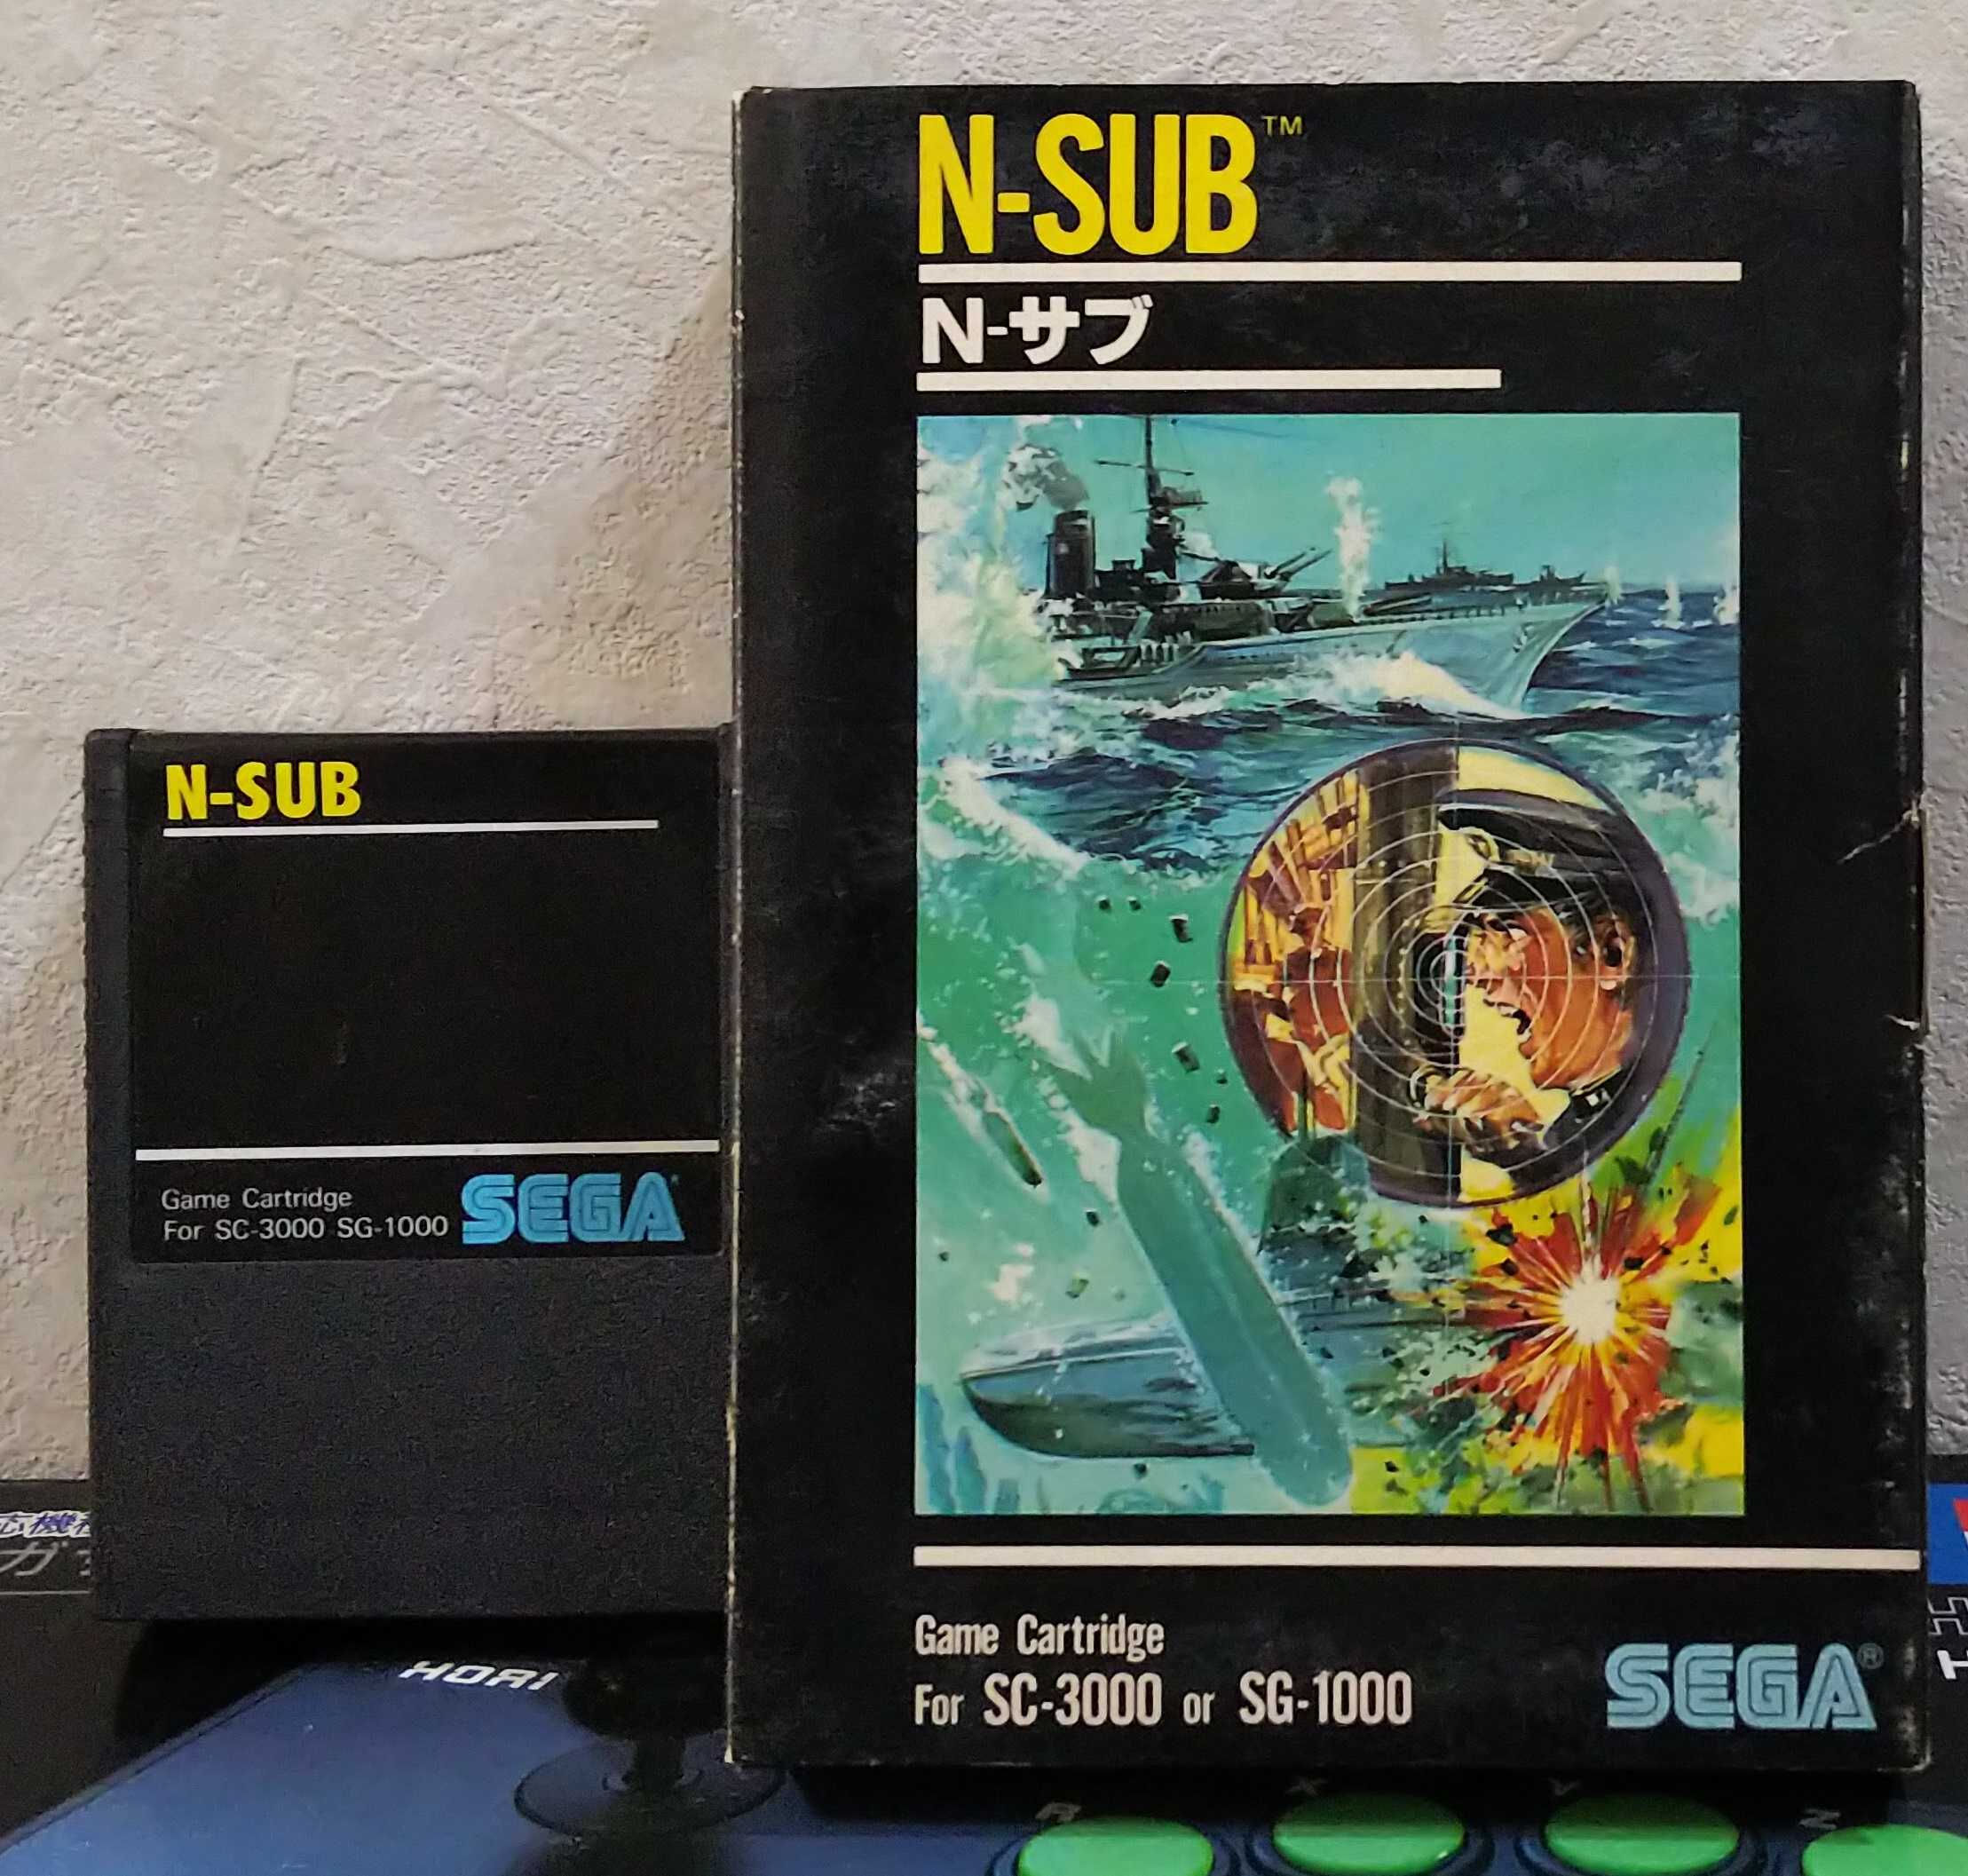 N-SUB™
N-サブ
Game Cartridge
For SC-3000 or SG-1000
SEGA®
N-SUB
Game Cartridge
For SC-3000 SG-1000
SEGA
HORI
X
Y
Z